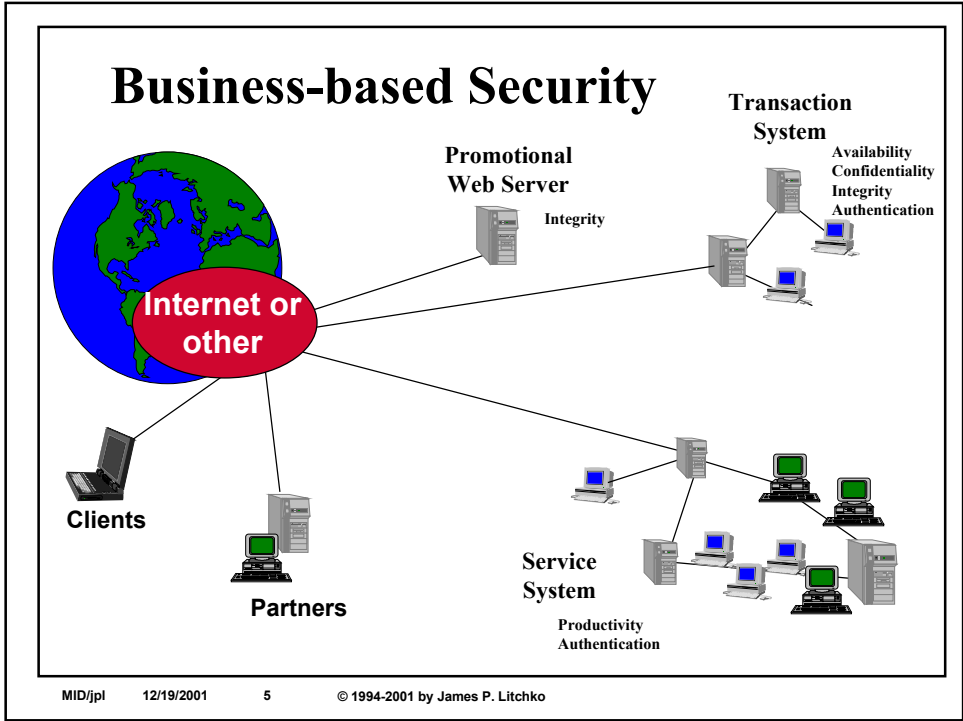 Business-based Security
Transaction
System
Availability
Confidentiality
Integrity
Authentication
Promotional
Web Server
Integrity
Internet or
other
Clients
Partners
Service
System
Productivity
Authentication
MID/jpl 12/19/2001 5 © 1994-2001 by James P. Litchko